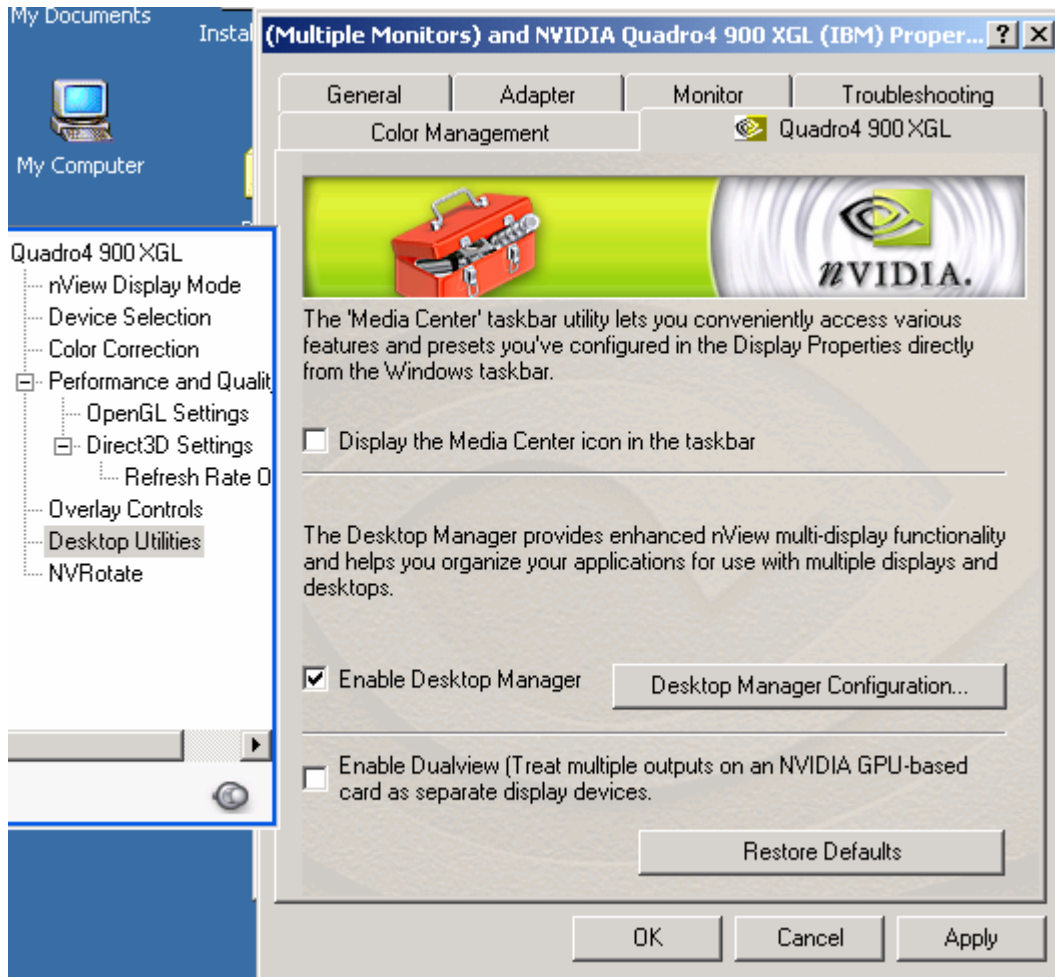 My Documents
Instal
My Computer
(Multiple Monitors) and NVIDIA Quadro4 900 XGL (IBM) Proper...
General
Adapter
Monitor
Troubleshooting
Color Management
Quadro4 900 XGL
nVIDIA.
Quadro4 900 XGL
nView Display Mode
Device Selection
Color Correction
Performance and Qualit
OpenGL Settings
Direct3D Settings
Refresh Rate O
Overlay Controls
Desktop Utilities
NVRotate
The 'Media Center' taskbar utility lets you conveniently access various
features and presets you've configured in the Display Properties directly
from the Windows taskbar.
Display the Media Center icon in the taskbar
The Desktop Manager provides enhanced nView multi-display functionality
and helps you organize your applications for use with multiple displays and
desktops.
Enable Desktop Manager
Desktop Manager Configuration...
Enable Dualview (Treat multiple outputs on an NVIDIA GPU-based
card as separate display devices.
Restore Defaults
OK
Cancel
Apply